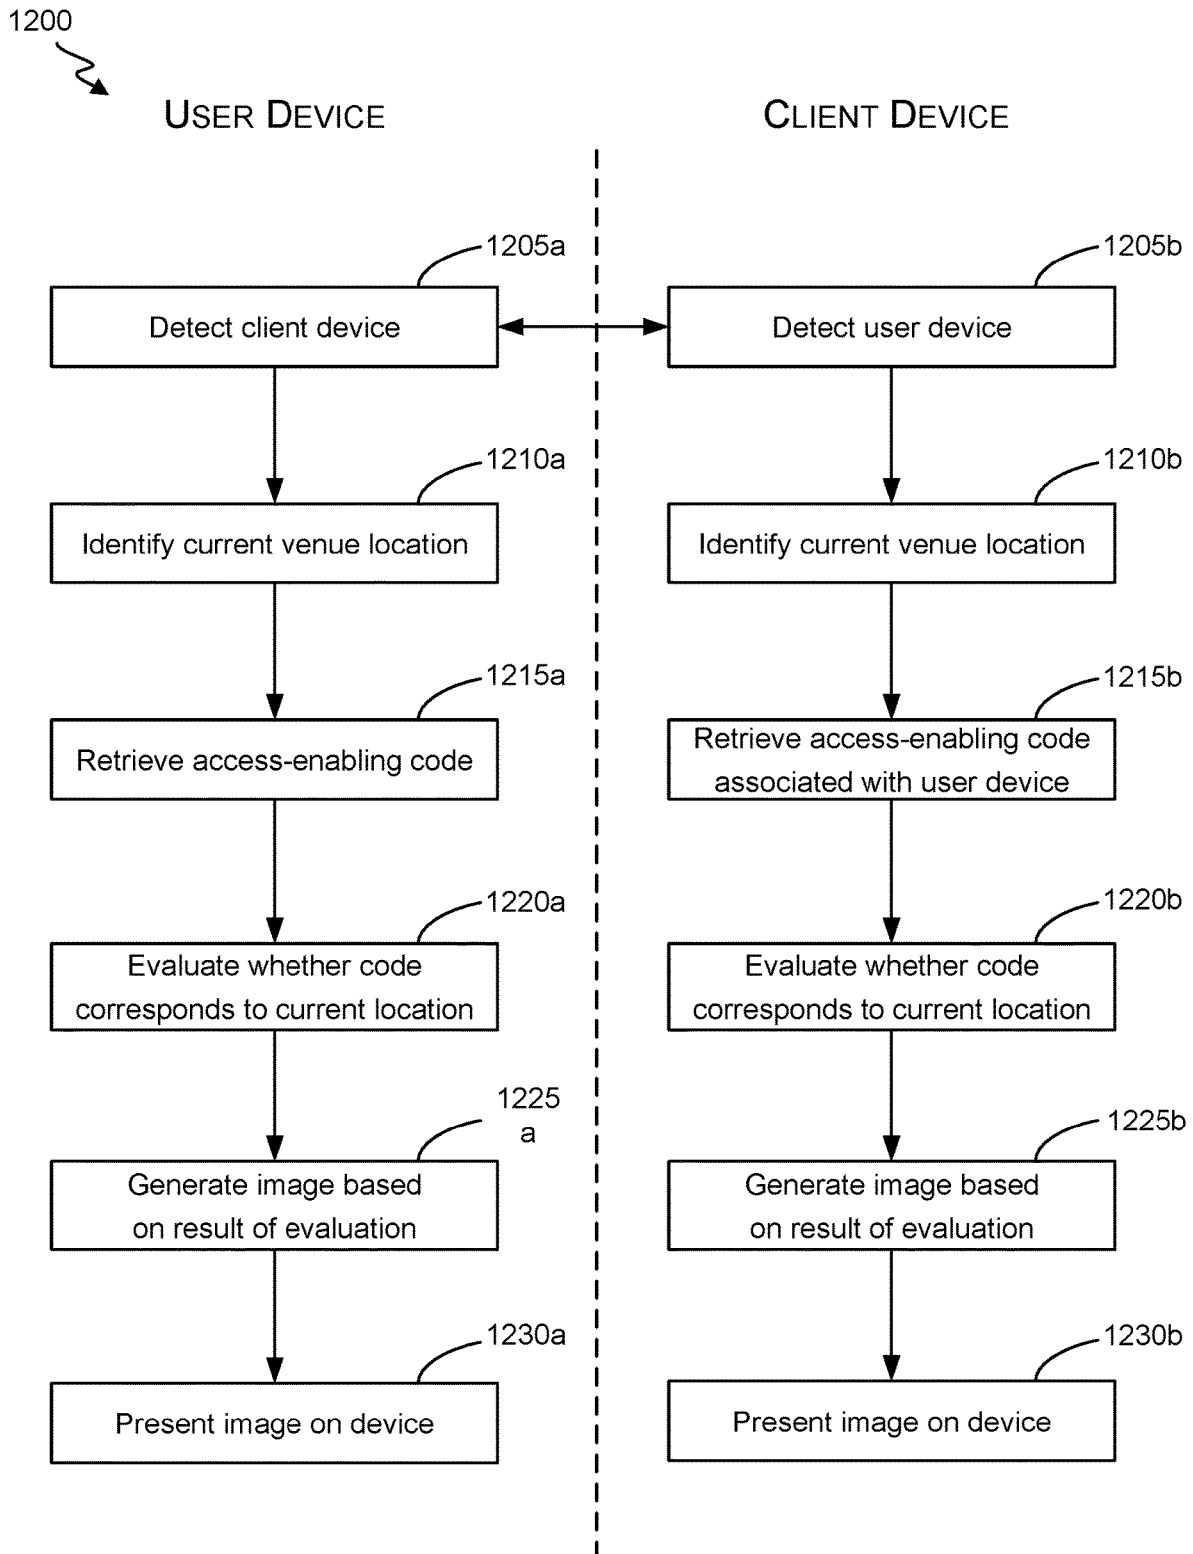 1200
USER DEVICE
CLIENT DEVICE
1205a
1205b
Detect client device
Detect user device
1210a
1210b
Identify current venue location
Identify current venue location
1215a
1215b
Retrieve access-enabling code
Retrieve access-enabling code
associated with user device
1220a
1220b
Evaluate whether code
corresponds to current location
Evaluate whether code
corresponds to current location
1225
a
1225b
Generate image based
on result of evaluation
Generate image based
on result of evaluation
1230a
1230b
Present image on device
Present image on device